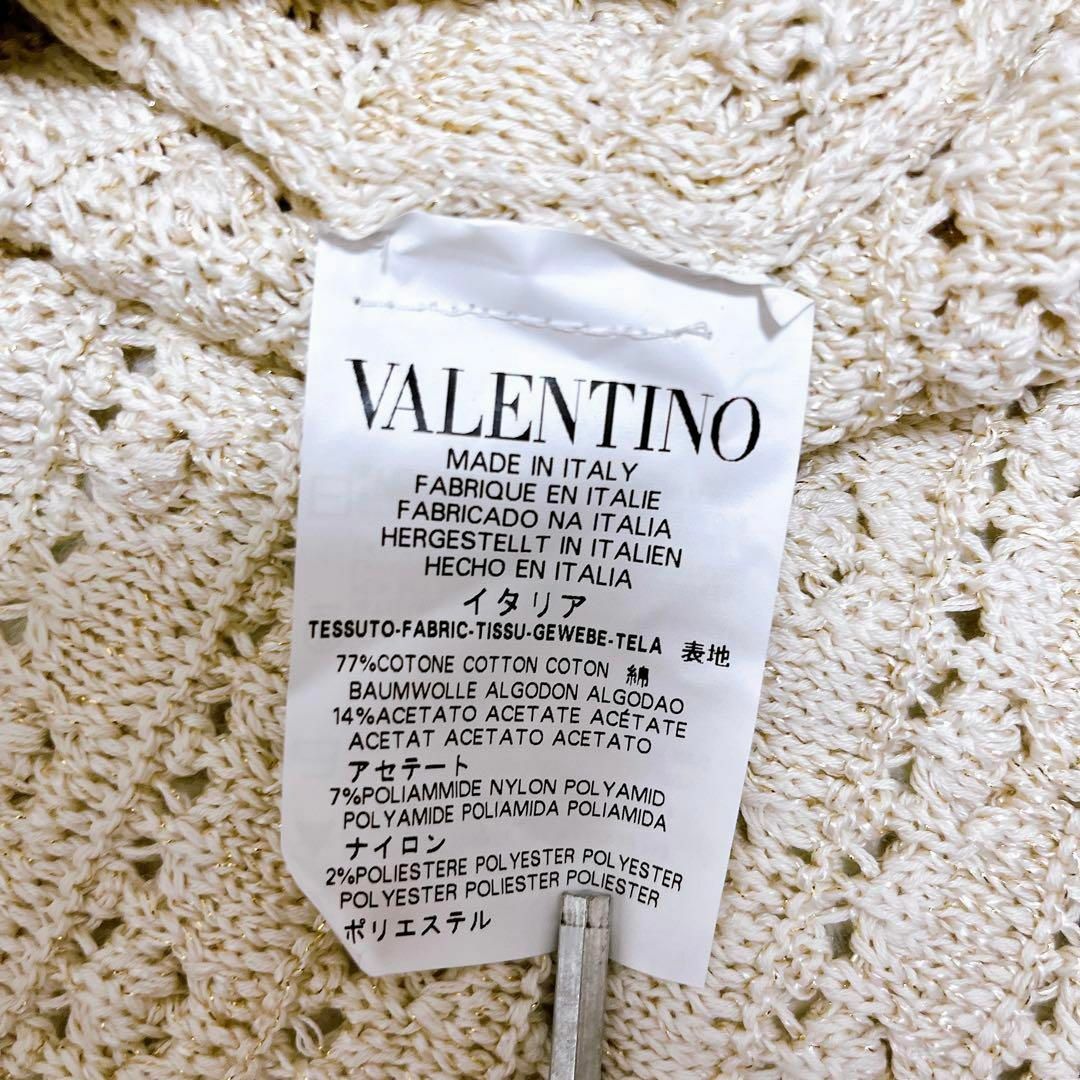 VALENTINO
MADE IN ITALY
FABRIQUE EN ITALIE
FABRICADO NA ITALIA
HERGESTELLT IN ITALIEN
HECHO EN ITALIA
イタリア
TESSUTO-FABRIC-TISSU-GEWEBE-TELA 表地
77%COTONE COTTON COTON 綿
BAUMWOLLE ALGODON ALGODAO
14%ACETATO ACETATE ACÉTATE
ACETAT ACETATO ACETATO
アセテート
7%POLIAMMIDE NYLON POLYAMID
POLYAMIDE POLIAMIDA POLIAMIDA
ナイロン
2%POLIESTERE POLYESTER POLYESTER
POLYESTER POLIESTER POLIESTER
ポリエステル